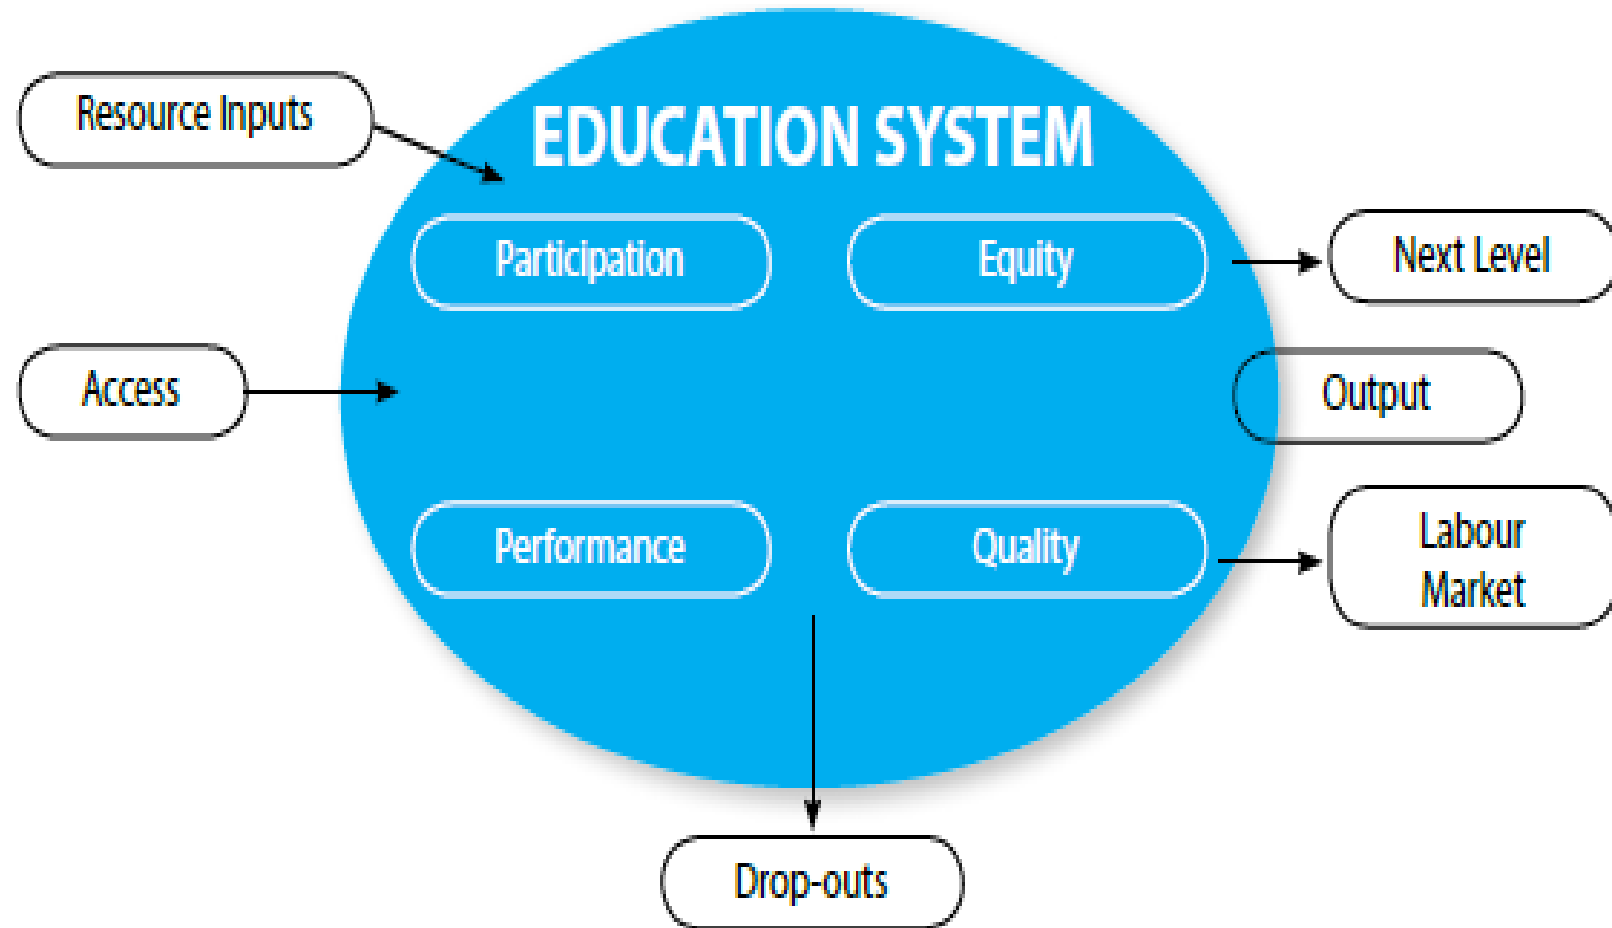 EDUCATION SYSTEM
Resource Inputs
Participation
Equity
Next Level
Access
Output
Performance
Quality
Labour
Market
Drop-outs